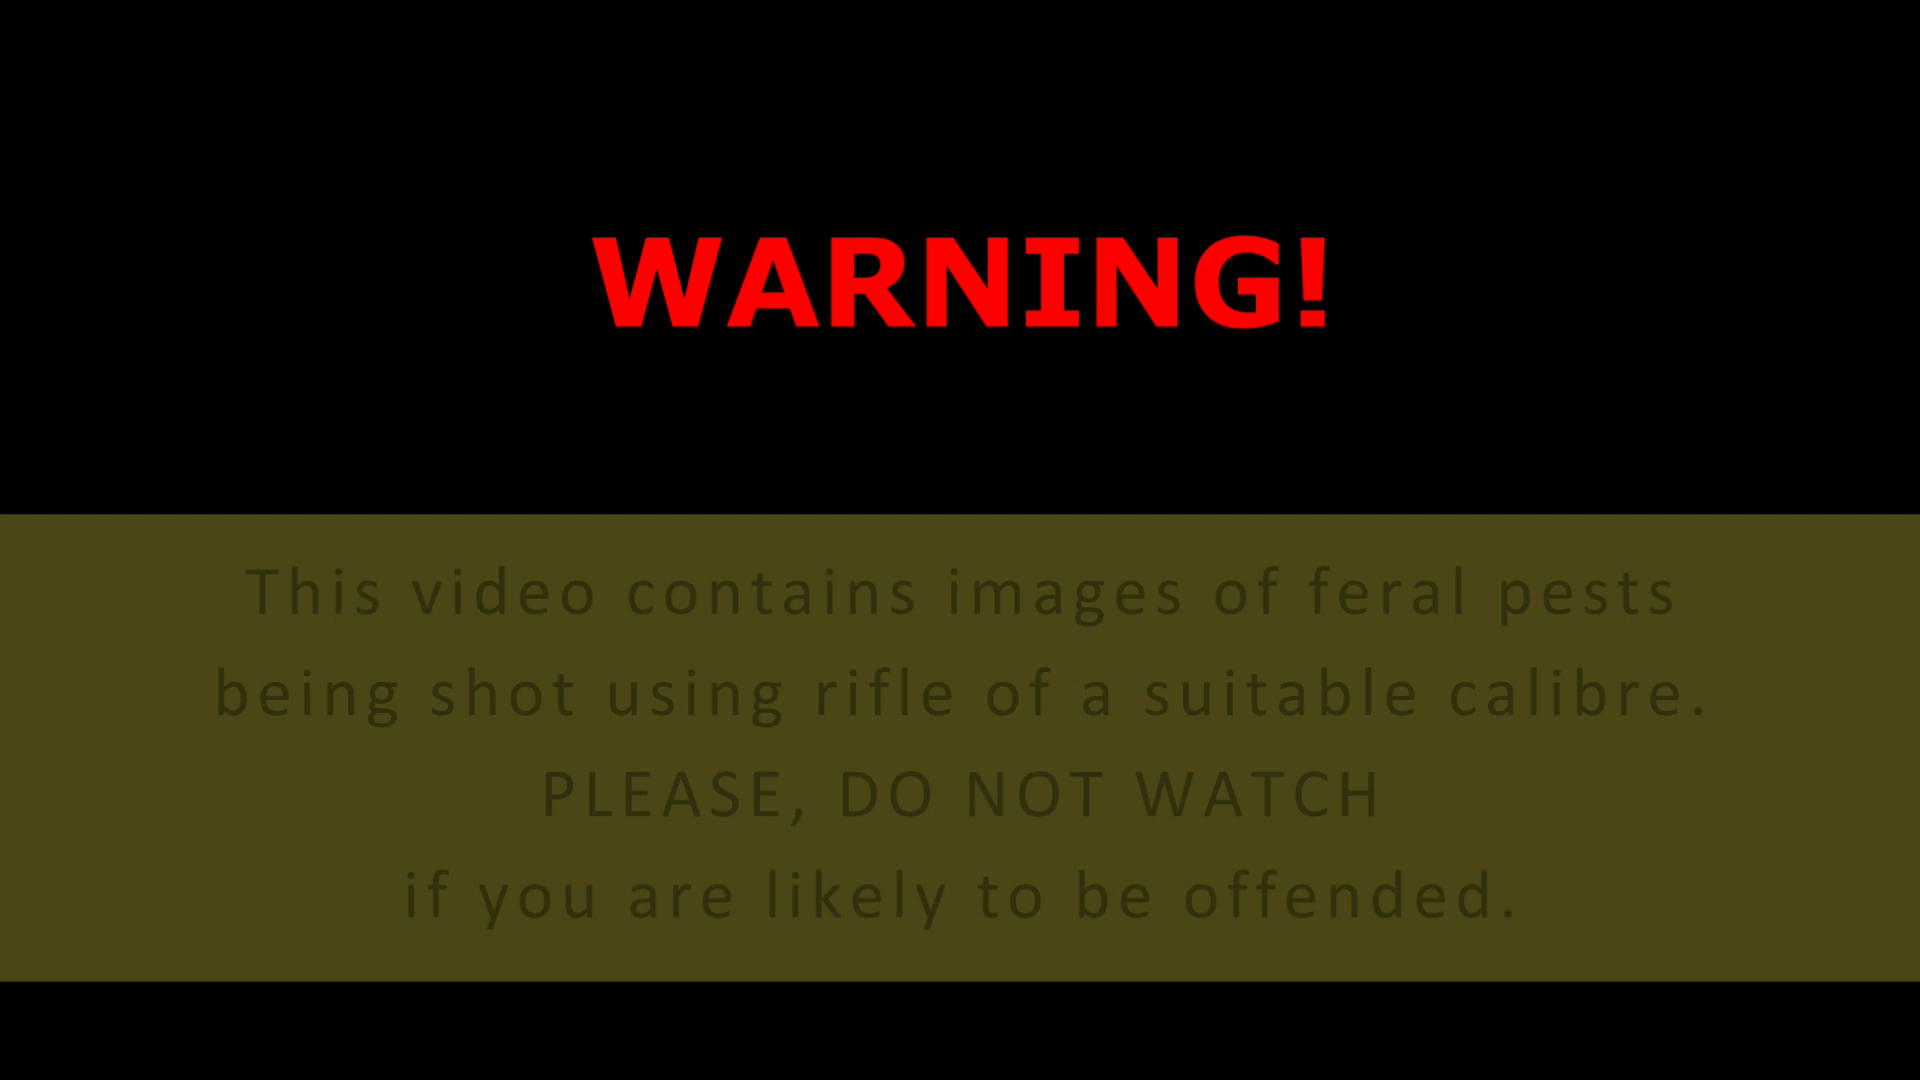 WARNING!
This video contains images of feral pests
being shot using rifle of a suitable calibre.
PLEASE, DO NOT WATCH
if you are likely to be offended.